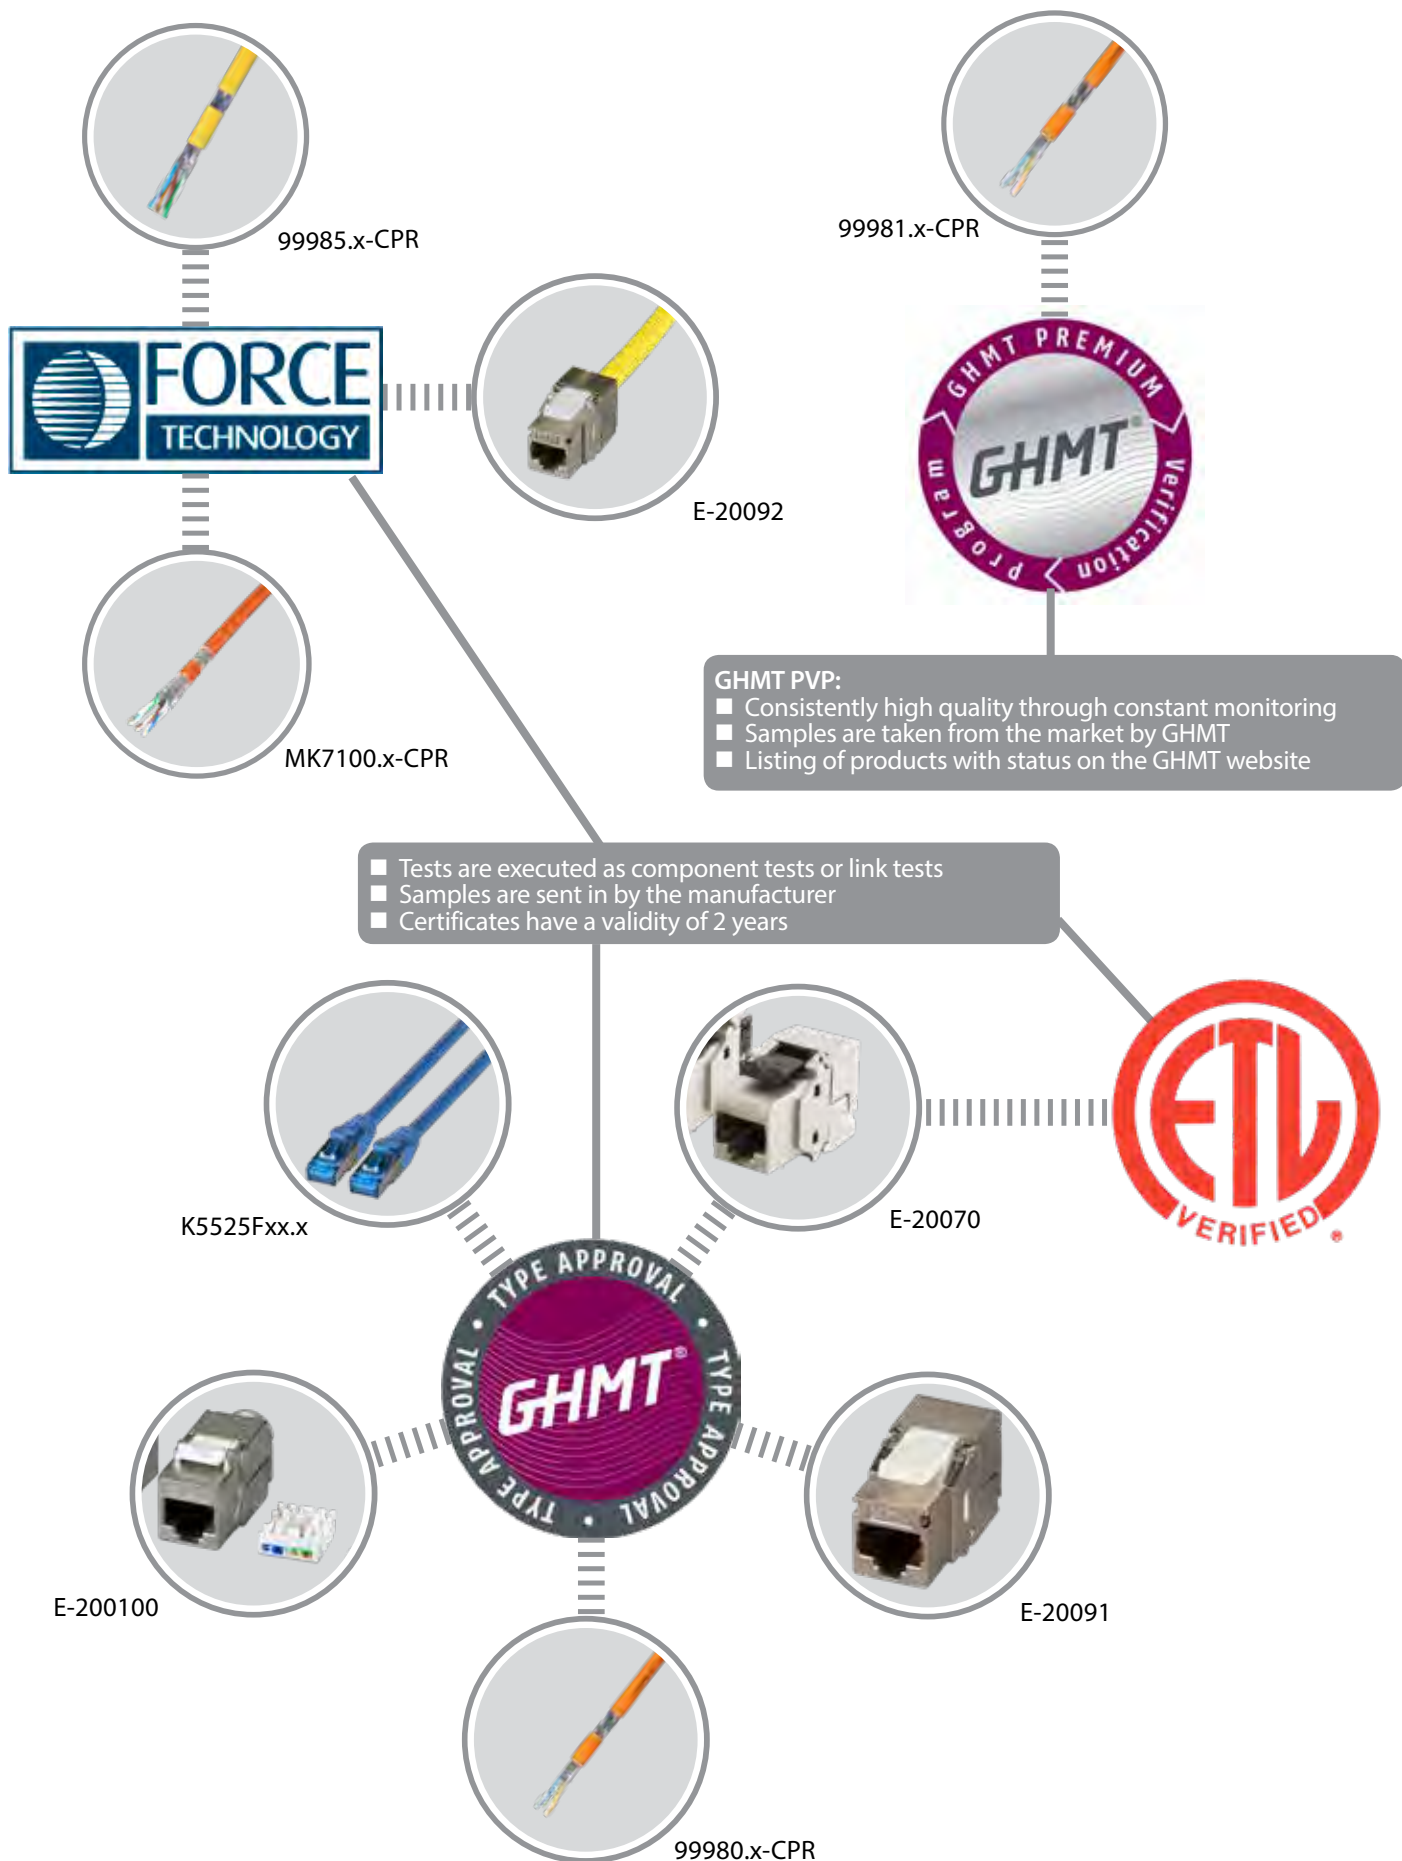 99985.x-CPR
99981.x-CPR
FORCE
TECHNOLOGY
E-20092
GHMT PREMIUM
Verification
Program
GHMT®
MK7100.x-CPR
GHMT PVP:
■ Consistently high quality through constant monitoring
■ Samples are taken from the market by GHMT
■ Listing of products with status on the GHMT website
■ Tests are executed as component tests or link tests
■ Samples are sent in by the manufacturer
■ Certificates have a validity of 2 years
K5525Fxx.x
E-20070
ETL
VERIFIED®
TYPE APPROVAL • TYPE APPROVAL • TYPE APPROVAL •
GHMT®
E-200100
E-20091
99980.x-CPR